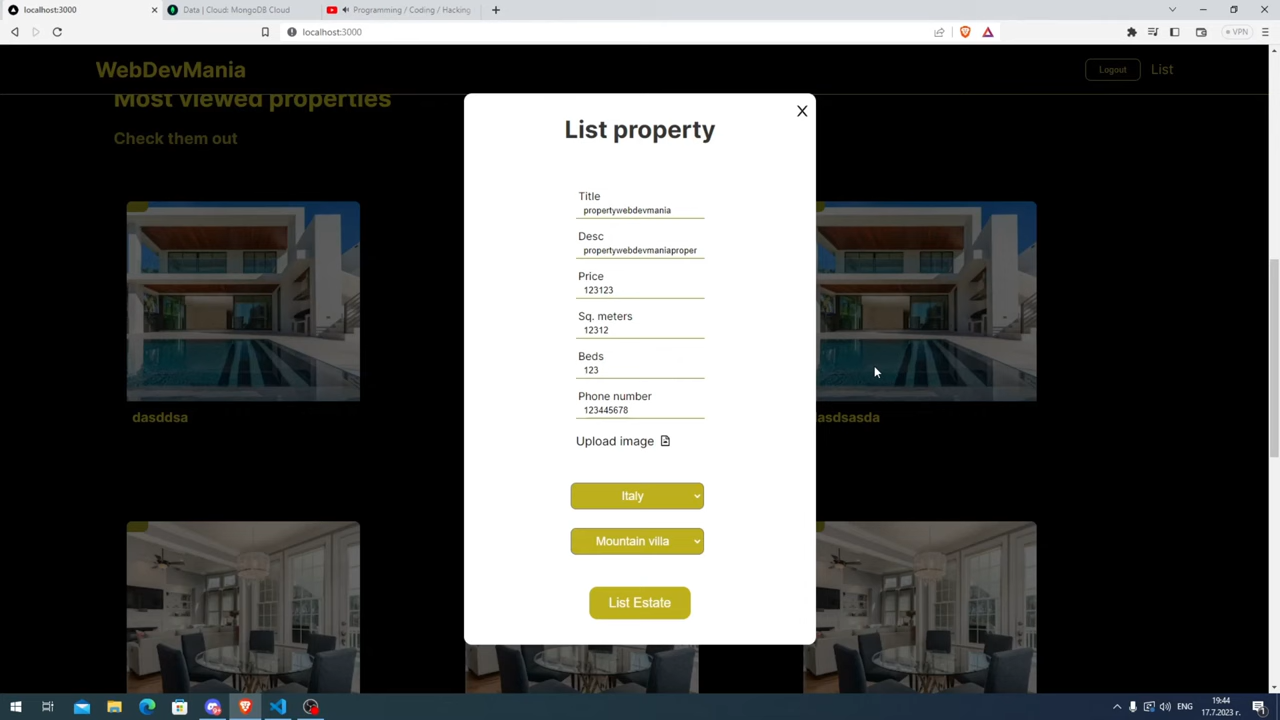 localhost:3000
Data | Cloud: MongoDB Cloud
Programming / Coding / Hacking
localhost:3000
VPN
WebDevMania
Logout
List
Most viewed properties
Check them out
List property
Title
propertywebdevmania
Desc
propertywebdevmaniaproper
Price
123123
Sq. meters
12312
Beds
123
Phone number
123445678
Upload image
Italy
Mountain villa
List Estate
dasddsa
asdsasda
ENG
19:44
17.7.2023 г.
1